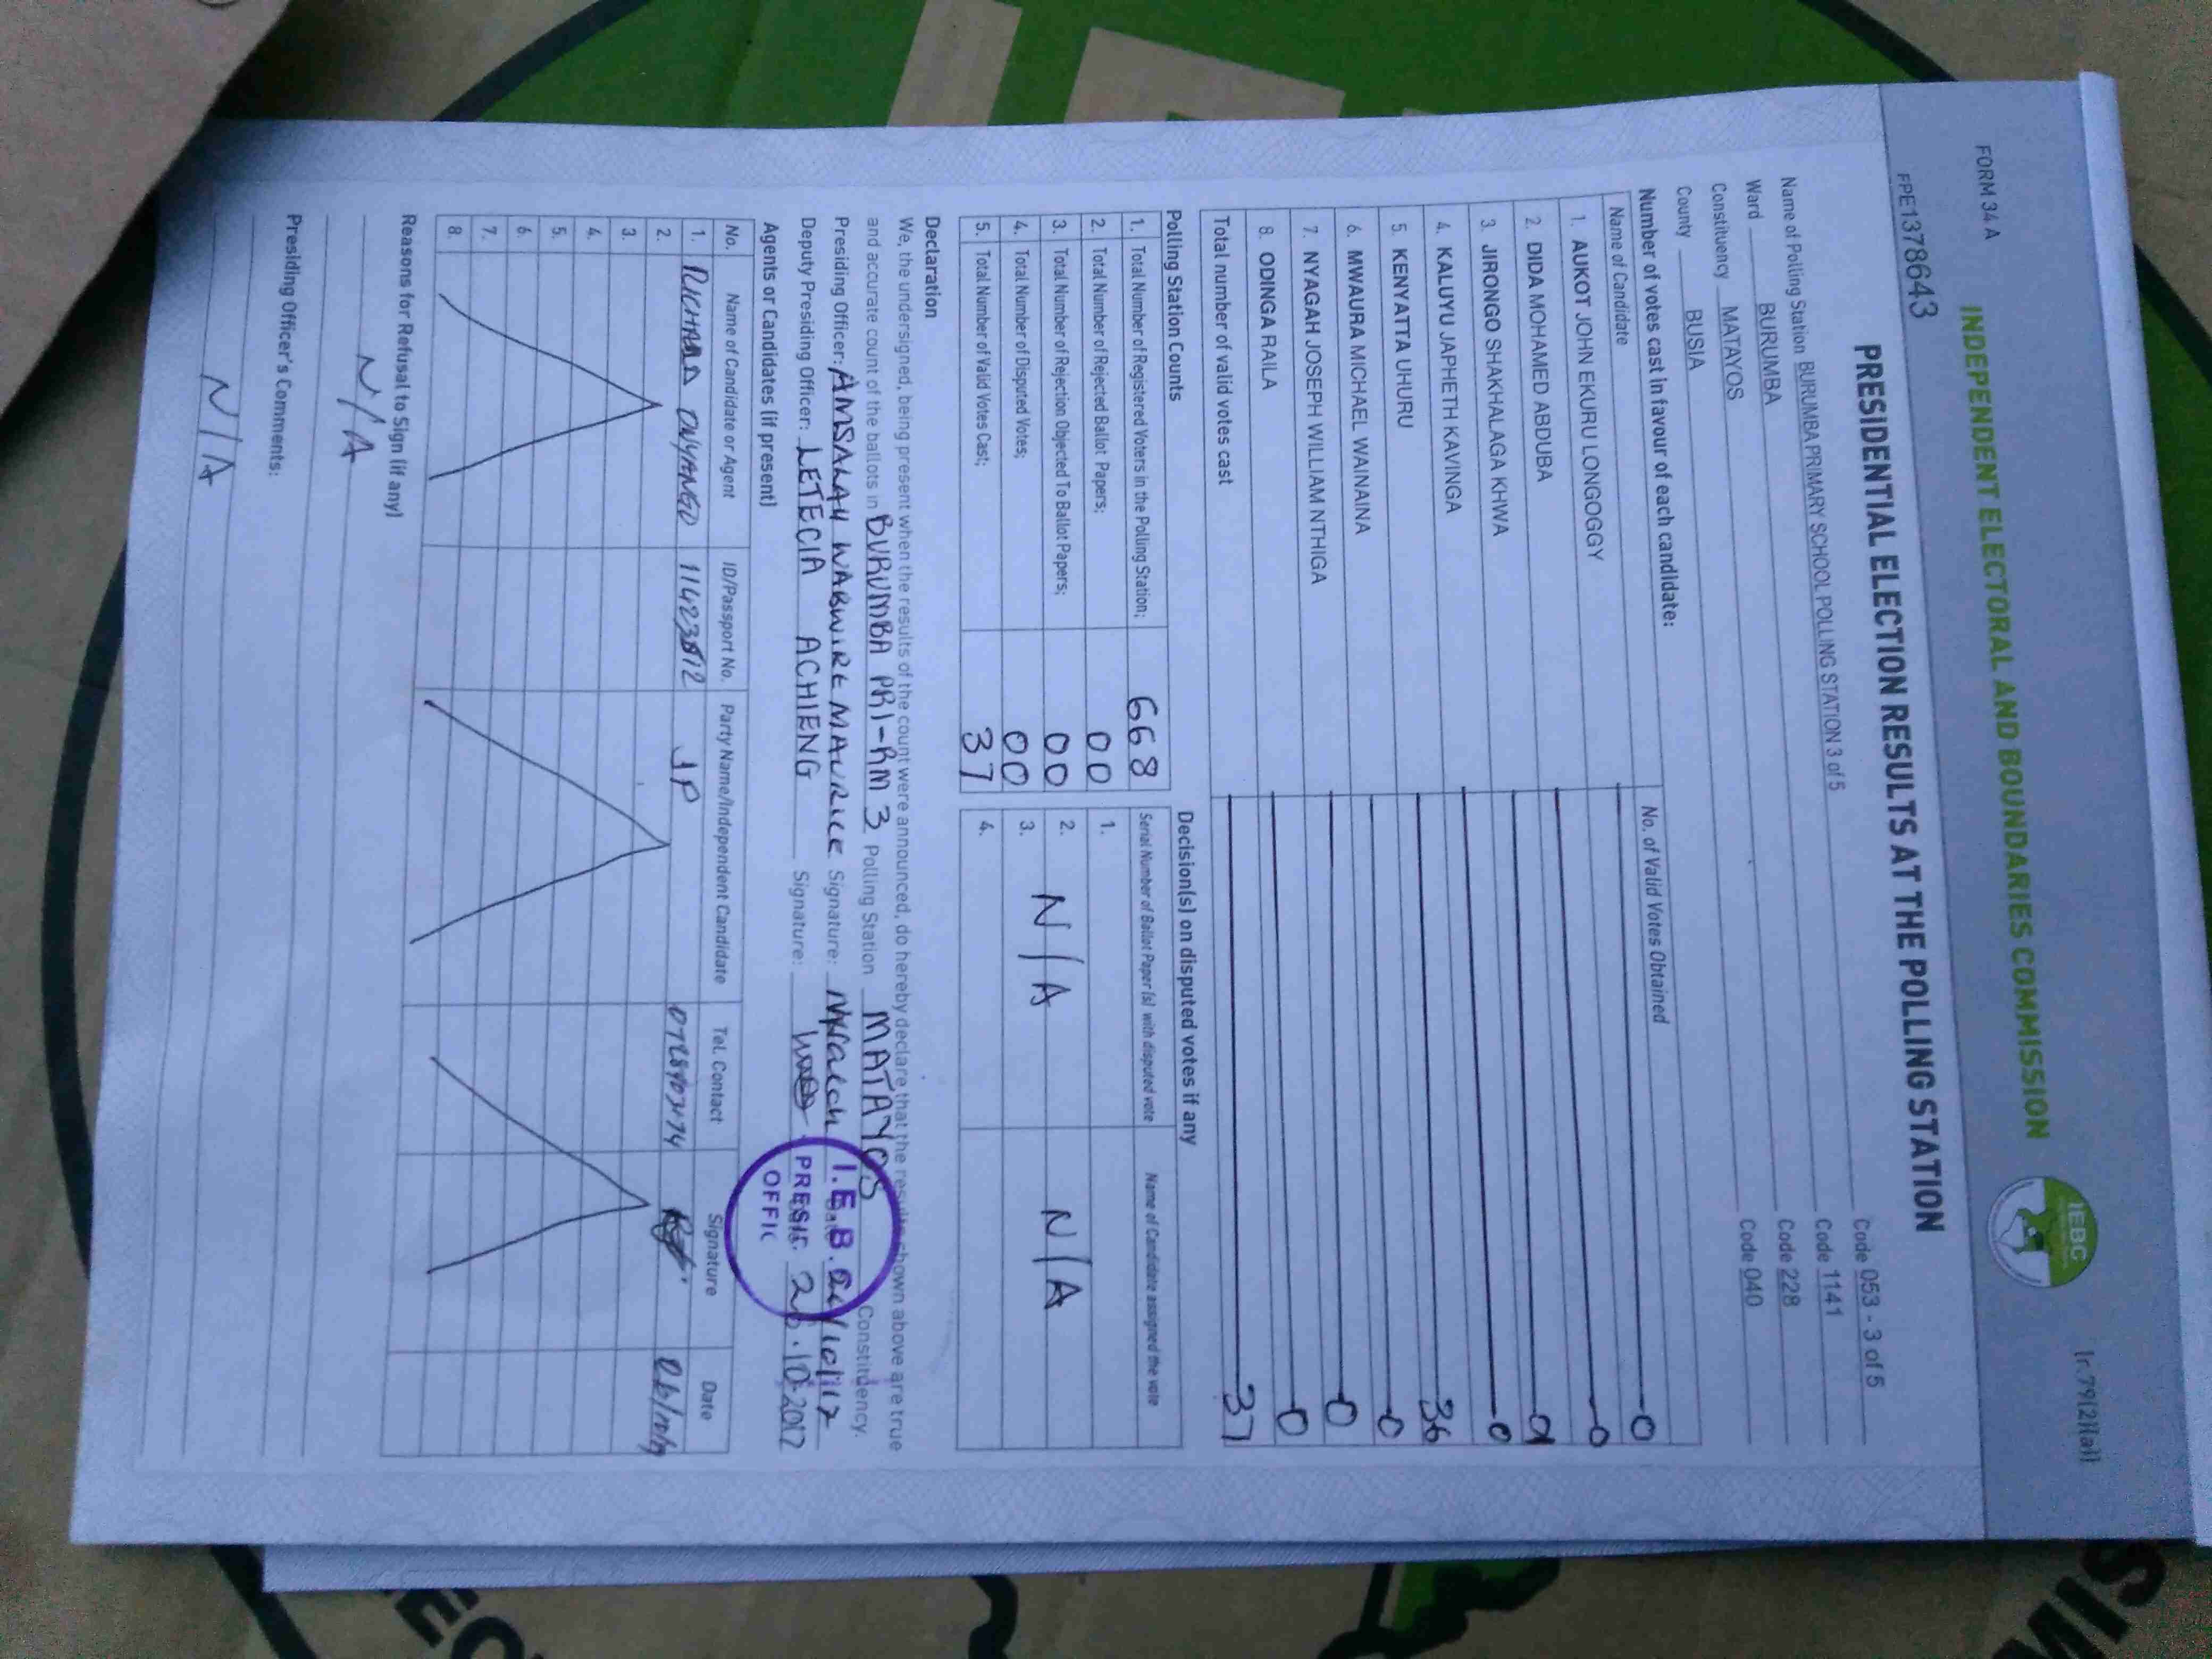 FORM 34 A
Ir.79(2)(a)]
INDEPENDENT ELECTORAL AND BOUNDARIES COMMISSION
IEBC
FPE1378643
PRESIDENTIAL ELECTION RESULTS AT THE POLLING STATION
Name of Polling Station BURUMBA PRIMARY SCHOOL POLLING STATION 3 of 5 Code 053 - 3 of 5
Ward BURUMBA Code 1141
Constituency MATAYOS Code 228
County BUSIA Code 040
Number of votes cast in favour of each candidate:
Name of Candidate No. of Valid Votes Obtained
1. AUKOT JOHN EKURU LONGOGGY 0
2. DIDA MOHAMED ABDUBA 0
3. JIRONGO SHAKHALAGA KHWA 01
4. KALUYU JAPHETH KAVINGA 0
5. KENYATTA UHURU 36
6. MWAURA MICHAEL WAINAINA 0
7. NYAGAH JOSEPH WILLIAM NTHIGA 0
8. ODINGA RAILA 0
Total number of valid votes cast 37
Polling Station Counts
1. Total Number of Registered Voters in the Polling Station; 668
2. Total Number of Rejected Ballot Papers; 00
3. Total Number of Rejection Objected To Ballot Papers; 00
4. Total Number of Disputed Votes; 00
5. Total Number of Valid Votes Cast; 37
Decision(s) on disputed votes if any
Serial Number of Ballot Paper(s) with disputed vote Name of Candidate assigned the vote
1.
2. N/A N/A
3.
4.
Declaration
We, the undersigned, being present when the results of the count were announced, do hereby declare that the results shown above are true
and accurate count of the ballots in BURUMBA PRI-RM 3 Polling Station MATAYOS Constituency.
Presiding Officer: AMSALAH WABWIRE MAURICE Signature: 26/10/17
Deputy Presiding Officer: LETECIA ACHIENG Signature: 26.10.2017
I.E.B.C
PRESID
OFFIC
Agents or Candidates (if present)
No. Name of Candidate or Agent ID/Passport No. Party Name/Independent Candidate Tel. Contact Signature Date
1. RICHARD ONYANGO JP
2.
3.
4.
5.
6.
7.
8.
Reasons for Refusal to Sign (if any)
N/A
Presiding Officer's Comments:
N/A